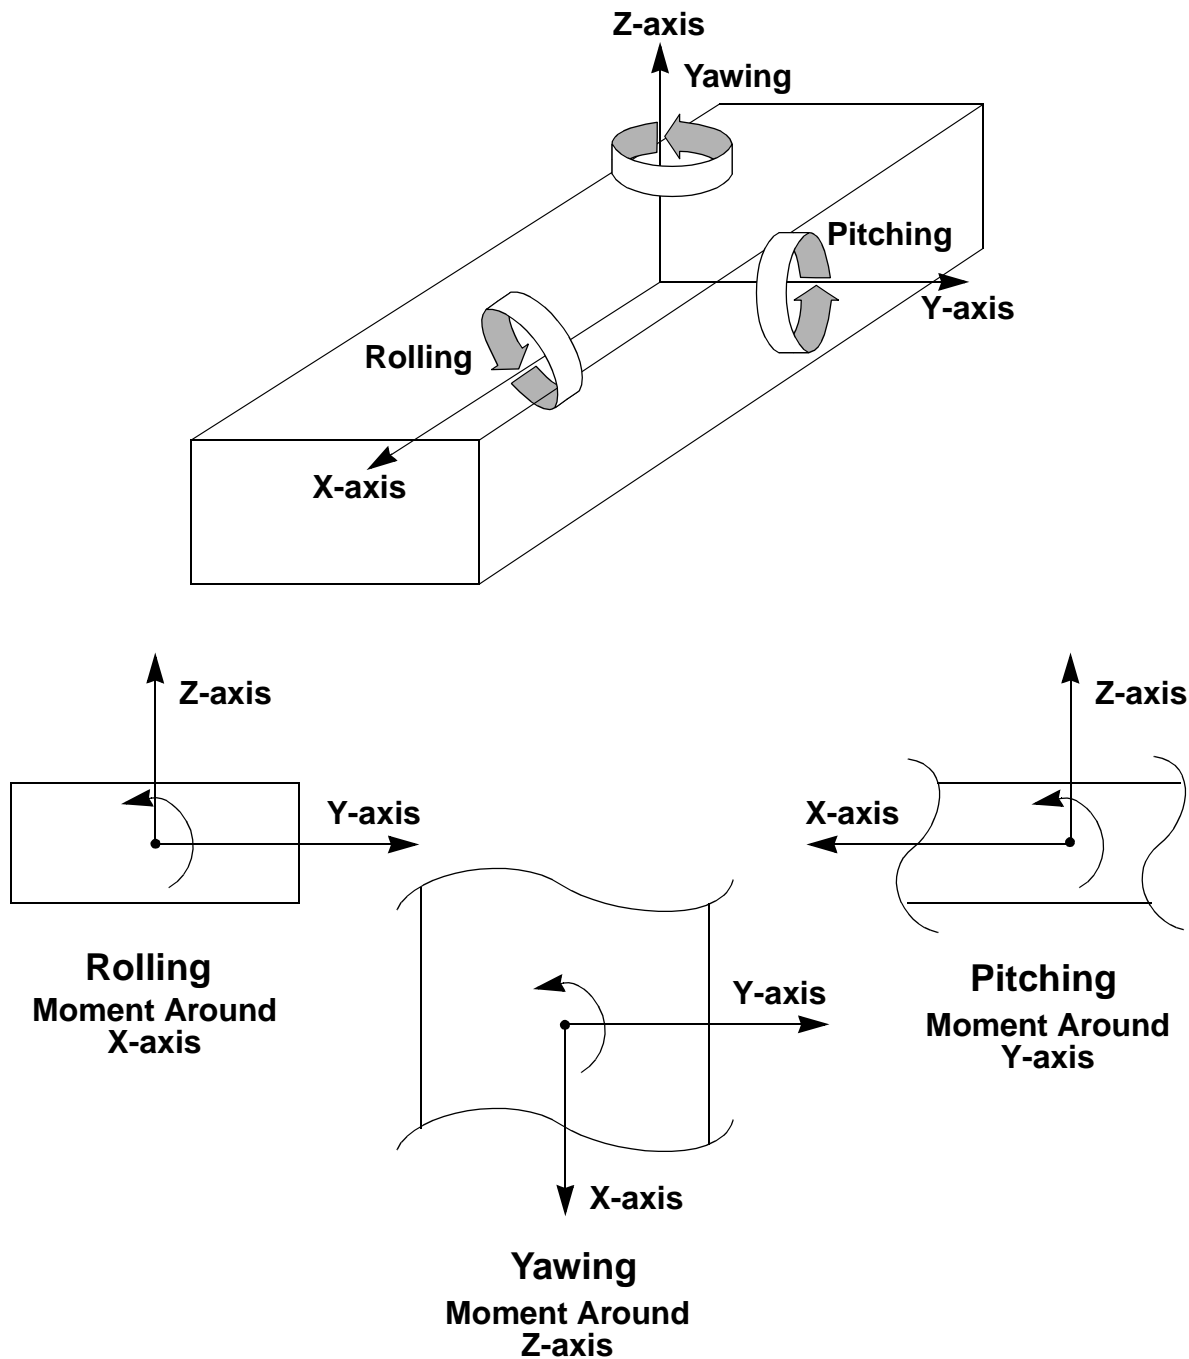 Z-axis
Yawing
Pitching
Y-axis
Rolling
X-axis
Z-axis
Y-axis
Rolling
Moment Around
X-axis
Y-axis
X-axis
Yawing
Moment Around
Z-axis
Z-axis
X-axis
Pitching
Moment Around
Y-axis